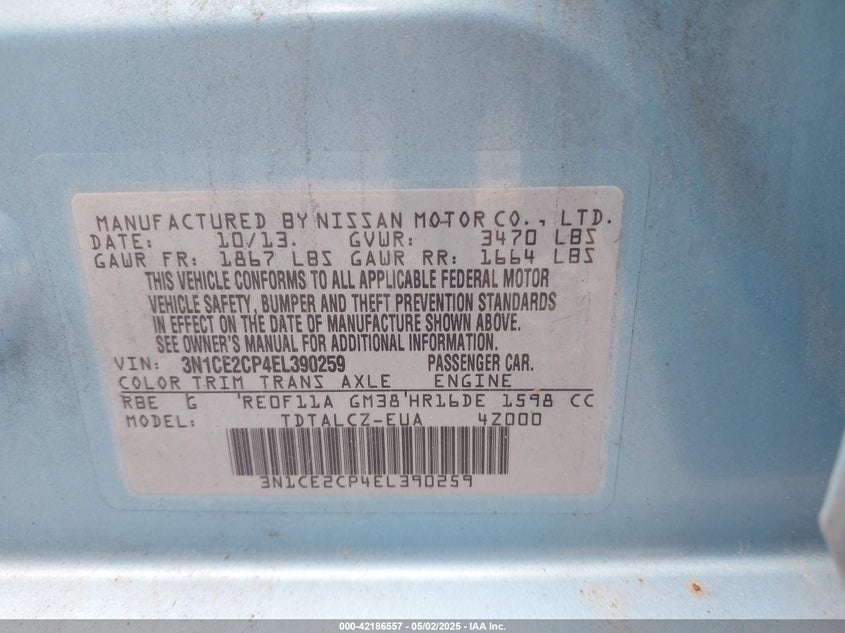 MANUFACTURED BY NISSAN MOTOR CO., LTD.
DATE: 10/13. GVWR: 3470 LBS
GAWR FR: 1867 LBS GAWR RR: 1664 LBS
THIS VEHICLE CONFORMS TO ALL APPLICABLE FEDERAL MOTOR
VEHICLE SAFETY, BUMPER AND THEFT PREVENTION STANDARDS
IN EFFECT ON THE DATE OF MANUFACTURE SHOWN ABOVE.
SEE OWNER'S MANUAL FOR ADDITIONAL INFORMATION.
VIN: 3N1CE2CP4EL390259 PASSENGER CAR.
COLOR TRIM TRANS AXLE ENGINE
RBE G 'RE0F11A GM38'HR16DE 1598 CC
MODEL: TDTALCZ-EUA 4Z000
3N1CE2CP4EL390259
000-42186557 - 05/02/2025 - IAA Inc.